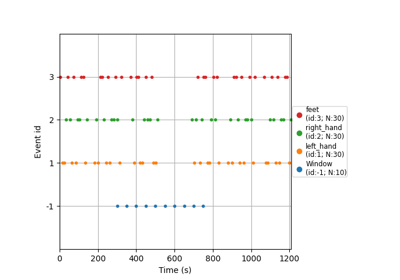 3
2
1
-1
Event id
0
200
400
600
800
1000
1200
Time (s)
feet
(id:3; N:30)
right_hand
(id:2; N:30)
left_hand
(id:1; N:30)
Window
(id:-1; N:10)